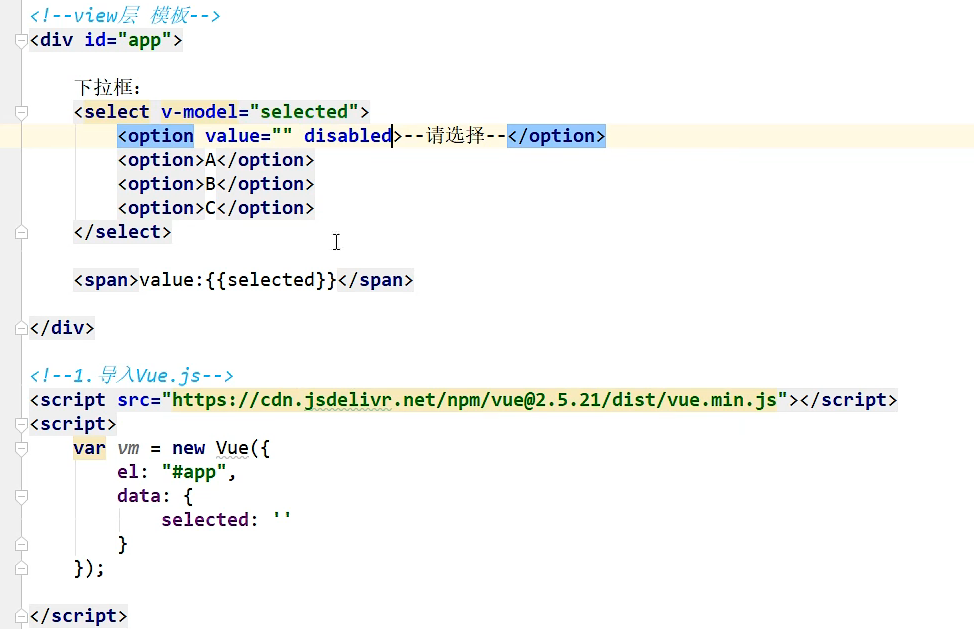 <!--view层 模板-->
<div id="app">
下拉框:
<select v-model="selected">
<option value="" disabled>--请选择--</option>
<option>A</option>
<option>B</option>
<option>C</option>
</select>
<span>value:{{selected}}</span>
</div>
<!--1.导入Vue.js-->
<script src="https://cdn.jsdelivr.net/npm/vue@2.5.21/dist/vue.min.js"></script>
<script>
var vm = new Vue({
el: "#app",
data: {
selected: ''
}
});
</script>